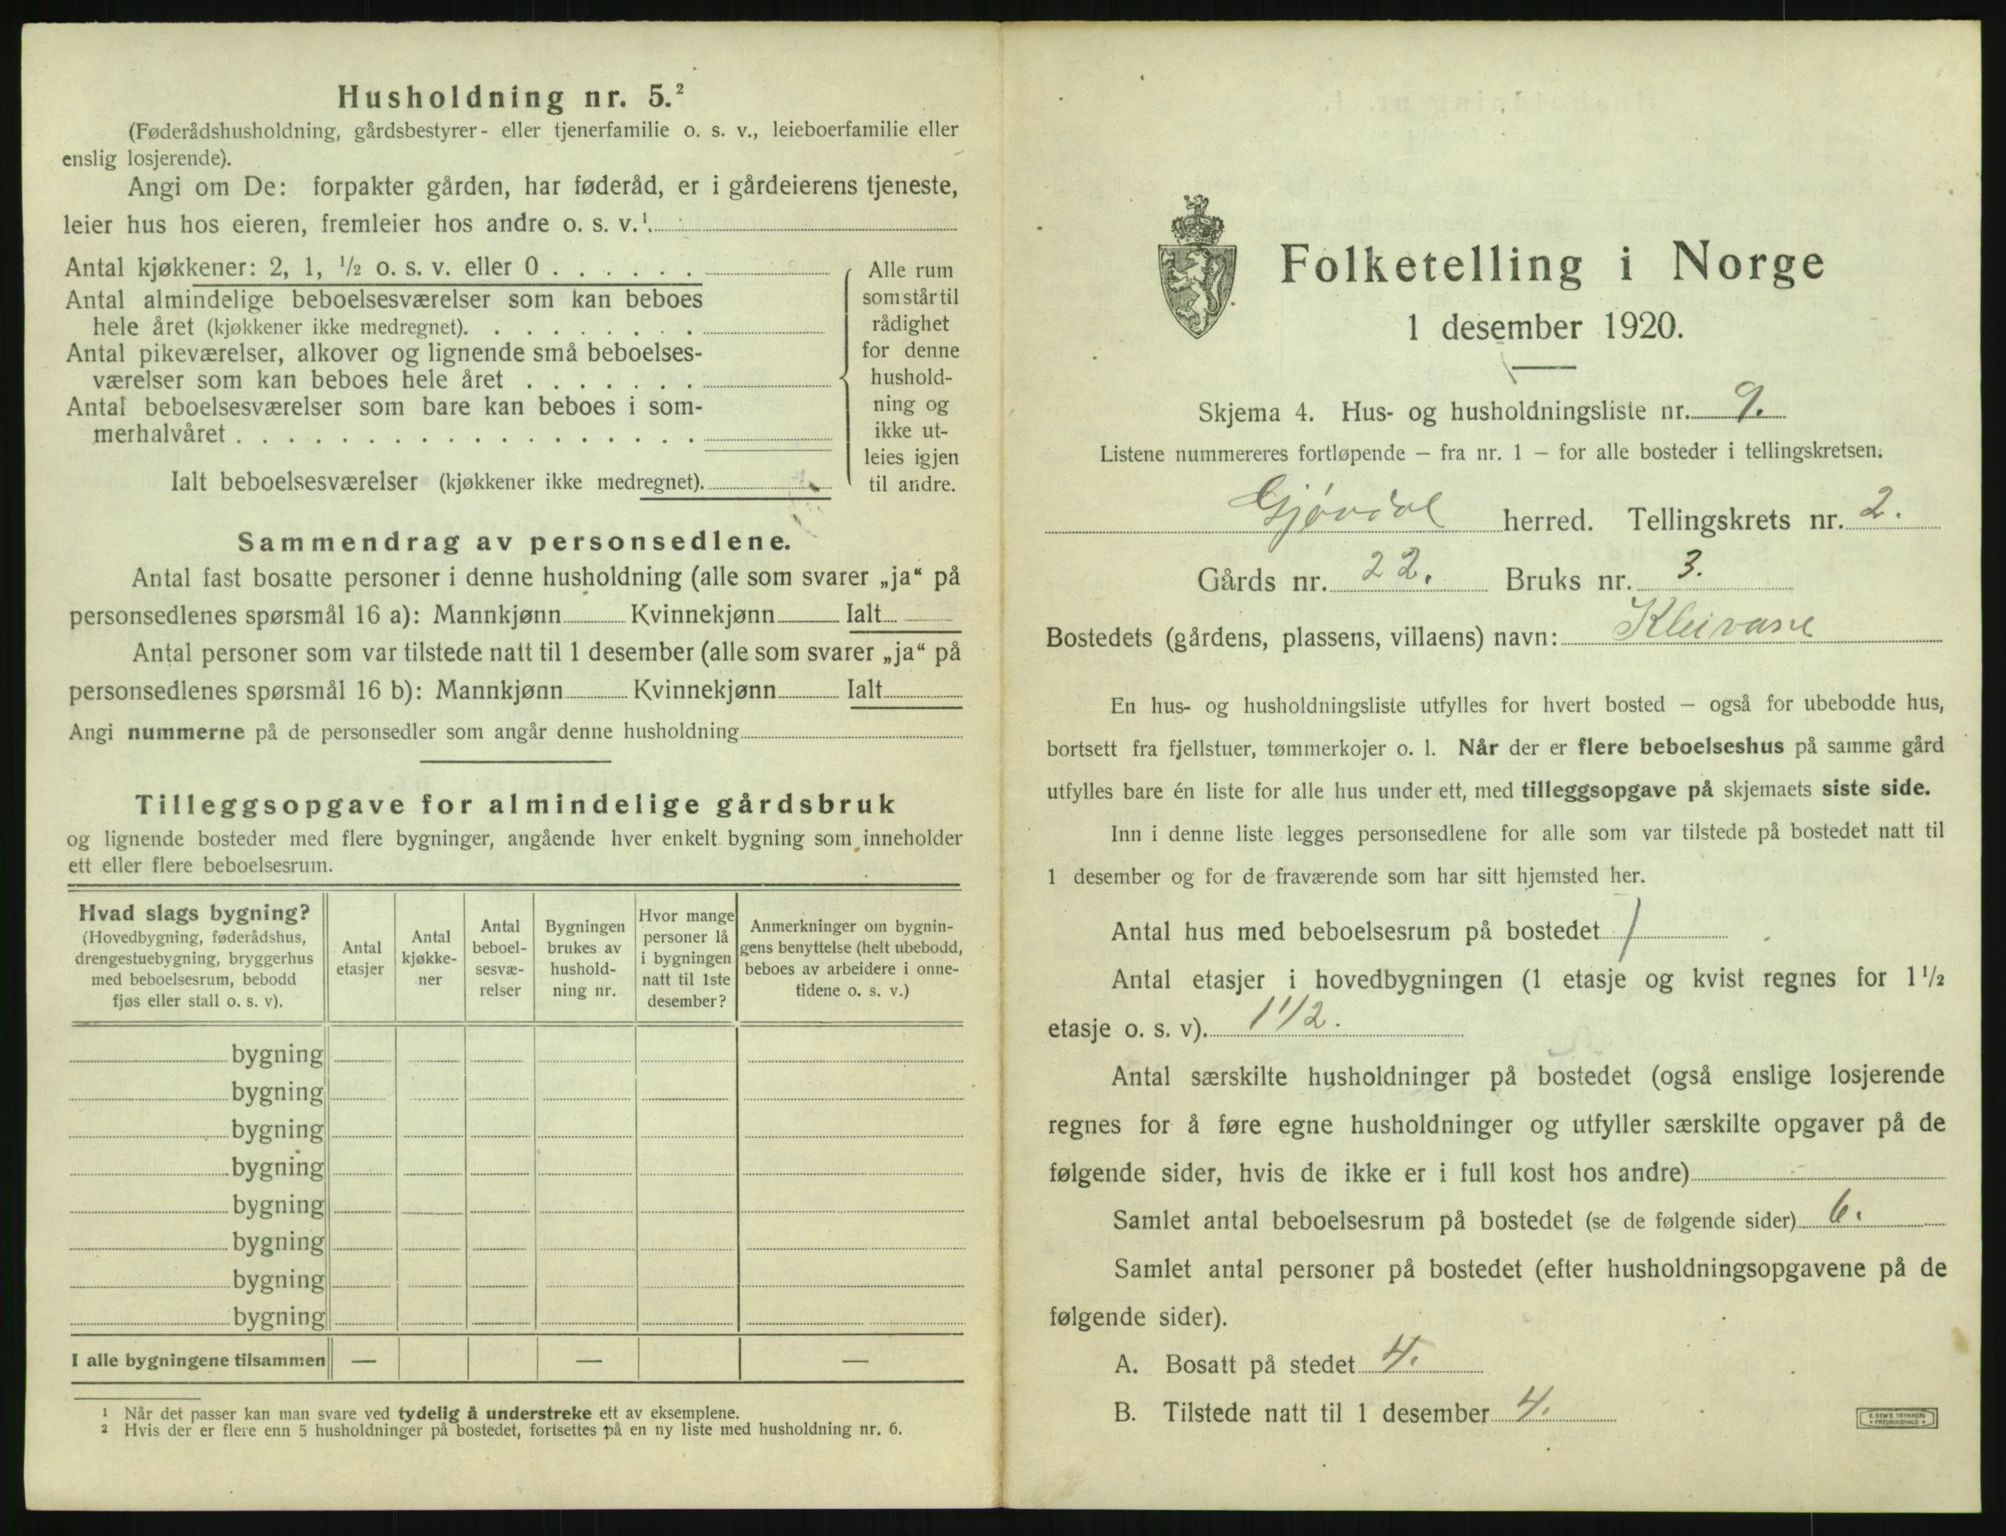 Husholdning nr. 5.²
(Føderådshusholdning, gårdsbestyrer- eller tjenerfamilie o. s. v., leieboerfamilie eller
enslig losjerende).
Angi om De: forpakter gården, har føderåd, er i gårdeierens tjeneste,
leier hus hos eieren, fremleier hos andre o. s. v.¹
Antal kjøkkener: 2, 1, ½ o. s. v. eller 0 . . . . . .
Antal almindelige beboelsesværelser som kan beboes
hele året (kjøkkener ikke medregnet). . . . . . . . .
Antal pikeværelser, alkover og lignende små beboelses-
værelser som kan beboes hele året . . . . . . .
Antal beboelsesværelser som bare kan beboes i som-
merhalvåret . . . . . . . . . . . . . . . . . .
Ialt beboelsesværelser (kjøkkener ikke medregnet).
Alle rum
som står til
rådighet
for denne
hushold-
ning og
ikke ut-
leies igjen
til andre.
Sammendrag av personsedlene.
Antal fast bosatte personer i denne husholdning (alle som svarer „ja“ på
personsedlenes spørsmål 16 a): Mannkjønn Kvinnekjønn Ialt
Antal personer som var tilstede natt til 1 desember (alle som svarer „ja“ på
personsedlenes spørsmål 16 b): Mannkjønn Kvinnekjønn Ialt
Angi nummerne på de personsedler som angår denne husholdning
Tilleggsopgave for almindelige gårdsbruk
og lignende bosteder med flere bygninger, angående hver enkelt bygning som inneholder
ett eller flere beboelsesrum.
Hvad slags bygning?
(Hovedbygning, føderådshus,
drengestuebygning, bryggerhus
med beboelsesrum, bebodd
fjøs eller stall o. s. v).
Antal
etasjer
Antal
kjøkke-
ner
Antal
beboel-
sesvæ-
relser
Bygningen
brukes av
hushold-
ning nr.
Hvor mange
personer lå
i bygningen
natt til 1ste
desember?
Anmerkninger om bygnin-
gens benyttelse (helt ubebodd,
beboes av arbeidere i onne-
tidene o. s. v.)
bygning
bygning
bygning
bygning
bygning
bygning
bygning
bygning
I alle bygningene tilsammen — — —
¹ Når det passer kan man svare ved tydelig å understreke ett av eksemplene.
² Hvis der er flere enn 5 husholdninger på bostedet, fortsettes på en ny liste med husholdning nr. 6.
Folketelling i Norge
1 desember 1920.
Skjema 4. Hus- og husholdningsliste nr. 9.
Listene nummereres fortløpende – fra nr. 1 – for alle bosteder i tellingskretsen.
Gjövdal herred. Tellingskrets nr. 2.
Gårds nr. 22. Bruks nr. 3.
Bostedets (gårdens, plassens, villaens) navn: Kleivane
En hus- og husholdningsliste utfylles for hvert bosted – også for ubebodde hus,
bortsett fra fjellstuer, tømmerkojer o. l. Når der er flere beboelseshus på samme gård
utfylles bare én liste for alle hus under ett, med tilleggsopgave på skjemaets siste side.
Inn i denne liste legges personsedlene for alle som var tilstede på bostedet natt til
1 desember og for de fraværende som har sitt hjemsted her.
Antal hus med beboelsesrum på bostedet 1
Antal etasjer i hovedbygningen (1 etasje og kvist regnes for 1½
etasje o. s. v). 1 1/2.
Antal særskilte husholdninger på bostedet (også enslige losjerende
regnes for å føre egne husholdninger og utfyller særskilte opgaver på de
følgende sider, hvis de ikke er i full kost hos andre)
Samlet antal beboelsesrum på bostedet (se de følgende sider) 6.
Samlet antal personer på bostedet (efter husholdningsopgavene på de
følgende sider).
A. Bosatt på stedet 4.
B. Tilstede natt til 1 desember 4.
E. SEM'S TRYKKERI
FREDRIKSHALD